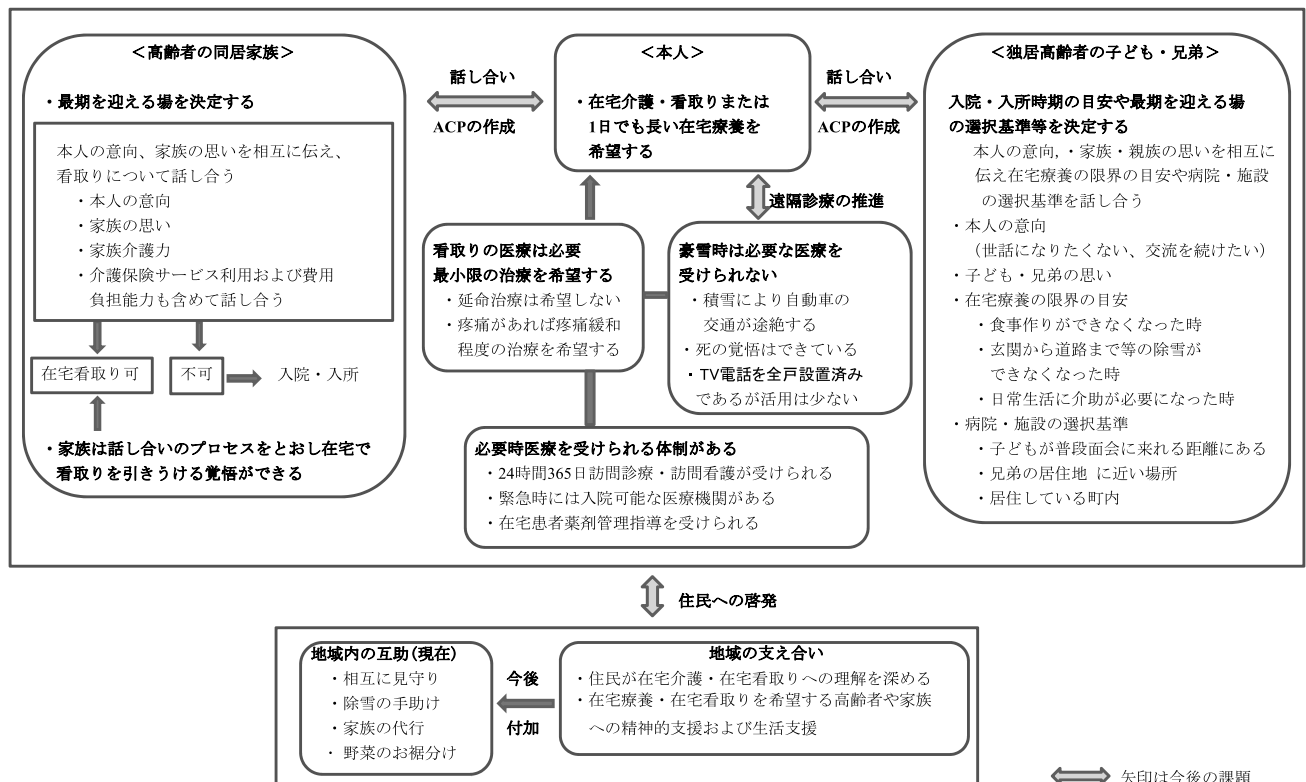 ＜高齢者の同居家族＞
・最期を迎える場を決定する
本人の意向、家族の思いを相互に伝え、
看取りについて話し合う
・本人の意向
・家族の思い
・家族介護力
・介護保険サービス利用および費用
負担能力も含めて話し合う
在宅看取り可
不可
入院・入所
・家族は話し合いのプロセスをとおし在宅で
看取りを引きうける覚悟ができる
話し合い
ACPの作成
＜本人＞
・在宅介護・看取りまたは
1日でも長い在宅療養を
希望する
話し合い
ACPの作成
遠隔診療の推進
看取りの医療は必要
最小限の治療を希望する
・延命治療は希望しない
・疼痛があれば疼痛緩和
程度の治療を希望する
豪雪時は必要な医療を
受けられない
・積雪により自動車の
交通が途絶する
・死の覚悟はできている
・TV電話を全戸設置済み
であるが活用は少ない
必要時医療を受けられる体制がある
・24時間365日訪問診療・訪問看護が受けられる
・緊急時には入院可能な医療機関がある
・在宅患者薬剤管理指導を受けられる
＜独居高齢者の子ども・兄弟＞
入院・入所時期の目安や最期を迎える場
の選択基準等を決定する
本人の意向,・家族・親族の思いを相互に
伝え在宅療養の限界の目安や病院・施設
の選択基準を話し合う
・本人の意向
（世話になりたくない、交流を続けたい）
・子ども・兄弟の思い
・在宅療養の限界の目安
・食事作りができなくなった時
・玄関から道路まで等の除雪が
できなくなった時
・日常生活に介助が必要になった時
・病院・施設の選択基準
・子どもが普段面会に来れる距離にある
・兄弟の居住地 に近い場所
・居住している町内
住民への啓発
地域内の互助(現在)
・相互に見守り
・除雪の手助け
・家族の代行
・ 野菜のお裾分け
今後
付加
地域の支え合い
・住民が在宅介護・在宅看取りへの理解を深める
・在宅療養・在宅看取りを希望する高齢者や家族
への精神的支援および生活支援
矢印は今後の課題